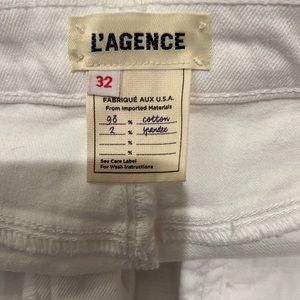 L'AGENCE
32
FABRIQUÉ AUX U.S.A.
From Imported Materials
98 % cotton
2 % spandex
%
%
See Care Label
For Wash Instructions